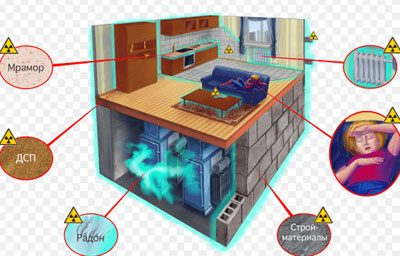 Мрамор
ДСП
Радон
Строй-
материалы